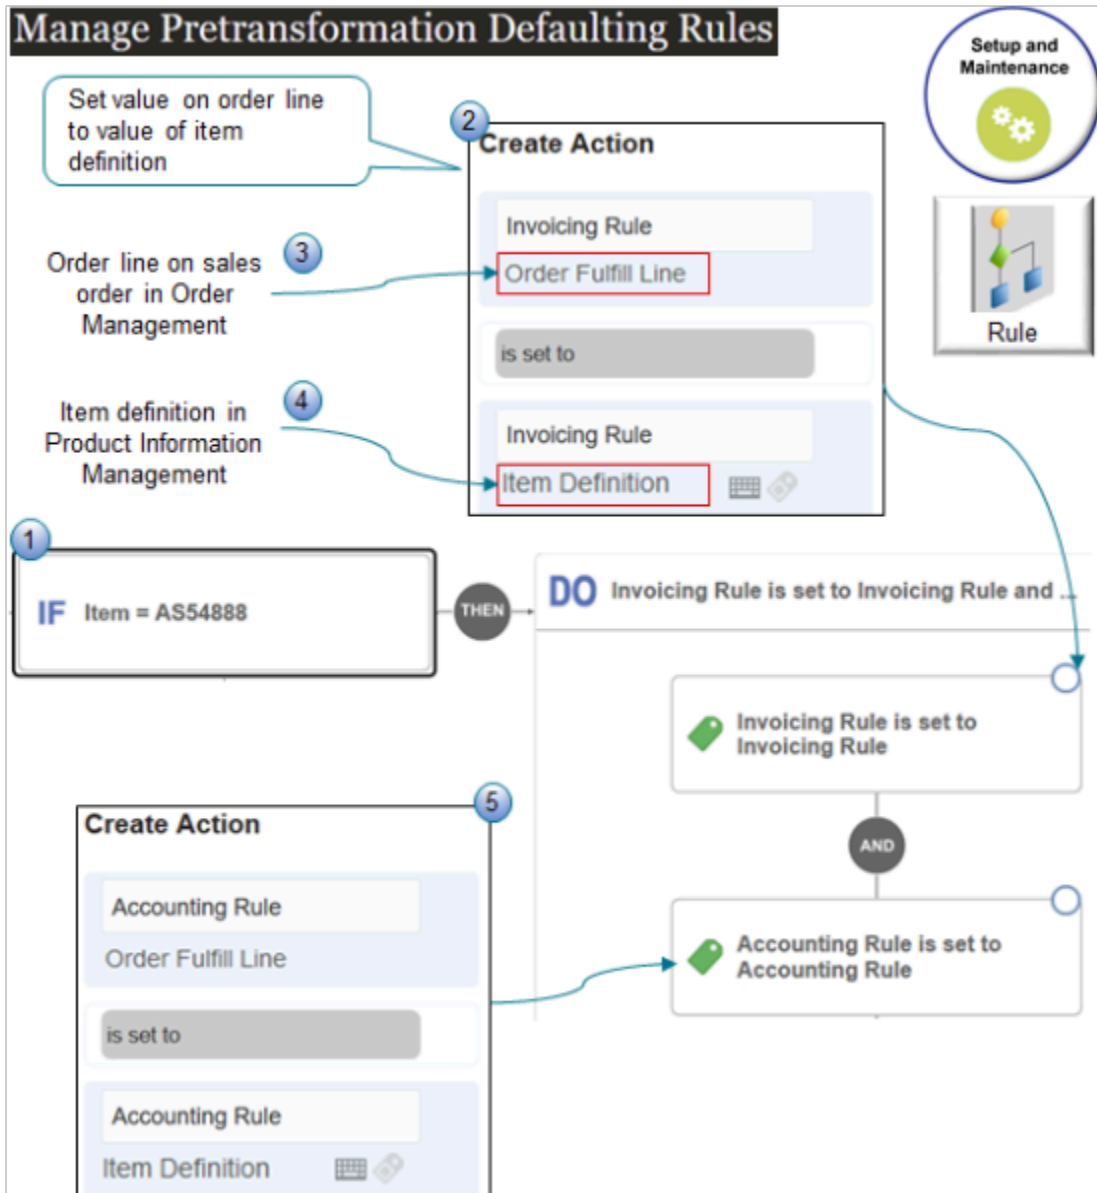 Manage Pretransformation Defaulting Rules
Setup and
Maintenance
Set value on order line
to value of item
definition
2
Create Action
Invoicing Rule
Order Fulfill Line
is set to
Invoicing Rule
Item Definition
Rule
3
Order line on sales
order in Order
Management
4
Item definition in
Product Information
Management
1
IF Item = AS54888
THEN
DO Invoicing Rule is set to Invoicing Rule and ...
Invoicing Rule is set to
Invoicing Rule
AND
Accounting Rule is set to
Accounting Rule
5
Create Action
Accounting Rule
Order Fulfill Line
is set to
Accounting Rule
Item Definition